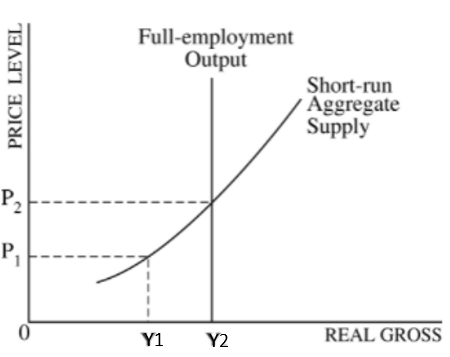 PRICE LEVEL
Full-employment
Output
Short-run
Aggregate
Supply
P2
P1
0
Y1
Y2
REAL GROSS